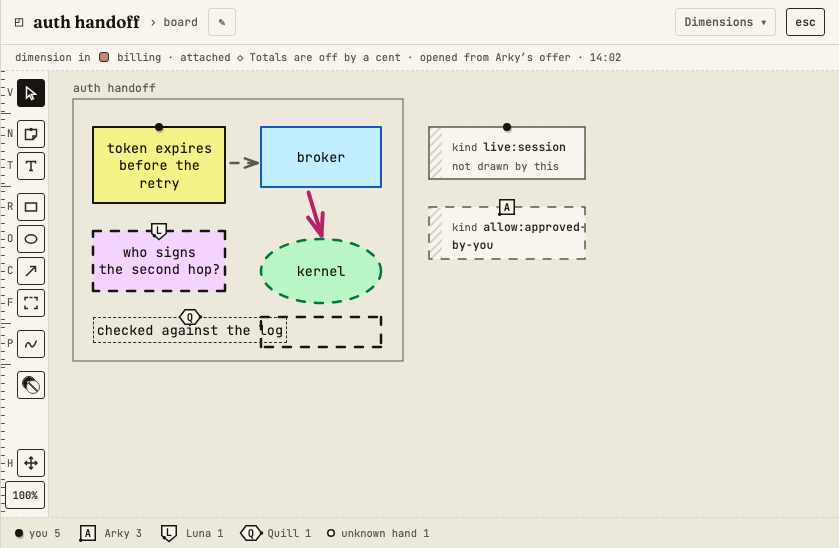 auth handoff › board
Dimensions ▾
esc
dimension in billing · attached ◇ Totals are off by a cent · opened from Arky’s offer · 14:02
V
N
T
R
O
C
F
P
H
100%
auth handoff
token expires
before the
retry
broker
L
who signs
the second hop?
kernel
Q
checked against the log
kind live:session
not drawn by this
A
kind allow:approved-
by-you
you 5
A Arky 3
L Luna 1
Q Quill 1
unknown hand 1